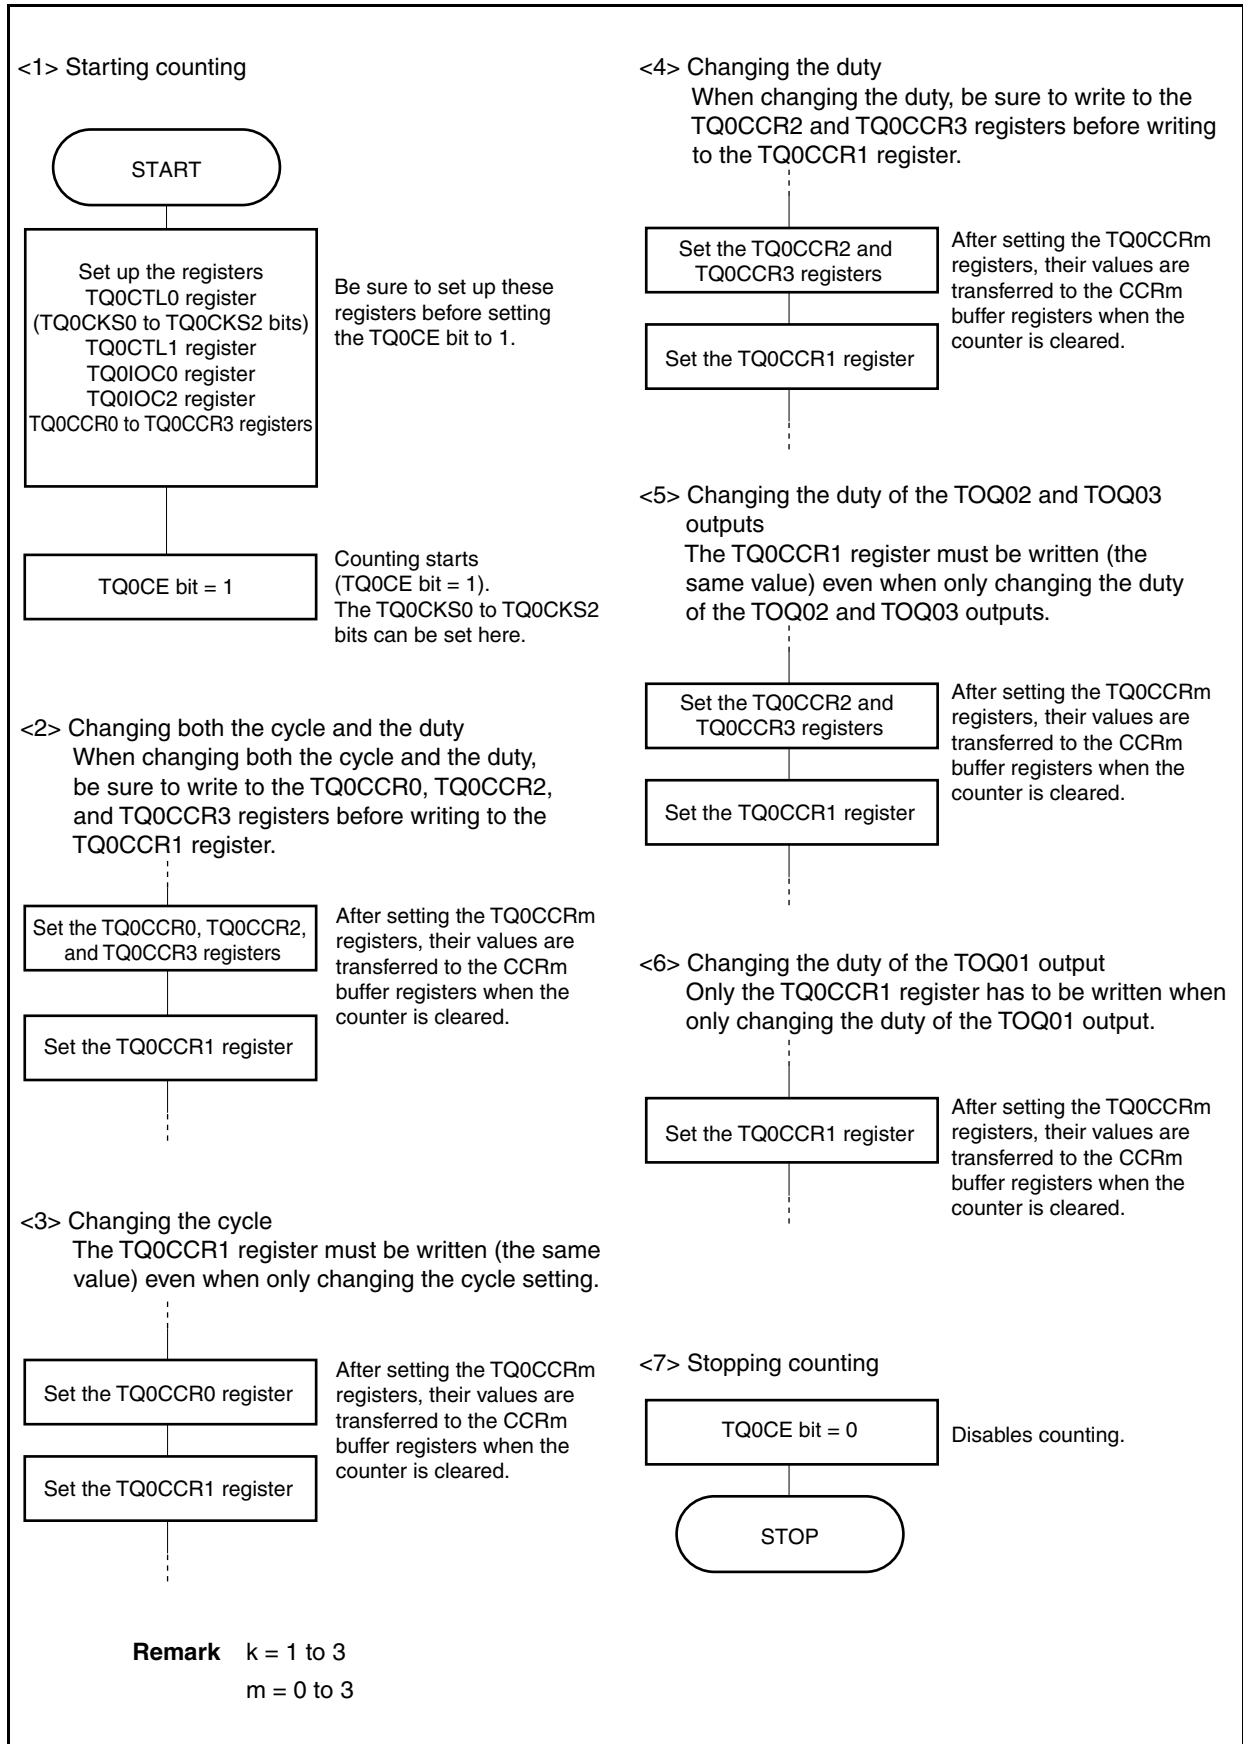 <1> Starting counting
START
Set up the registers
TQ0CTL0 register
(TQ0CKS0 to TQ0CKS2 bits)
TQ0CTL1 register
TQ0IOC0 register
TQ0IOC2 register
TQ0CCR0 to TQ0CCR3 registers
Be sure to set up these
registers before setting
the TQ0CE bit to 1.
TQ0CE bit = 1
Counting starts
(TQ0CE bit = 1).
The TQ0CKS0 to TQ0CKS2
bits can be set here.
<2> Changing both the cycle and the duty
When changing both the cycle and the duty,
be sure to write to the TQ0CCR0, TQ0CCR2,
and TQ0CCR3 registers before writing to the
TQ0CCR1 register.
Set the TQ0CCR0, TQ0CCR2,
and TQ0CCR3 registers
After setting the TQ0CCRm
registers, their values are
transferred to the CCRm
buffer registers when the
counter is cleared.
Set the TQ0CCR1 register
<3> Changing the cycle
The TQ0CCR1 register must be written (the same
value) even when only changing the cycle setting.
Set the TQ0CCR0 register
After setting the TQ0CCRm
registers, their values are
transferred to the CCRm
buffer registers when the
counter is cleared.
Set the TQ0CCR1 register
<4> Changing the duty
When changing the duty, be sure to write to the
TQ0CCR2 and TQ0CCR3 registers before writing
to the TQ0CCR1 register.
Set the TQ0CCR2 and
TQ0CCR3 registers
After setting the TQ0CCRm
registers, their values are
transferred to the CCRm
buffer registers when the
counter is cleared.
Set the TQ0CCR1 register
<5> Changing the duty of the TOQ02 and TOQ03
outputs
The TQ0CCR1 register must be written (the
same value) even when only changing the duty
of the TOQ02 and TOQ03 outputs.
Set the TQ0CCR2 and
TQ0CCR3 registers
After setting the TQ0CCRm
registers, their values are
transferred to the CCRm
buffer registers when the
counter is cleared.
Set the TQ0CCR1 register
<6> Changing the duty of the TOQ01 output
Only the TQ0CCR1 register has to be written when
only changing the duty of the TOQ01 output.
Set the TQ0CCR1 register
After setting the TQ0CCRm
registers, their values are
transferred to the CCRm
buffer registers when the
counter is cleared.
<7> Stopping counting
TQ0CE bit = 0
Disables counting.
STOP
Remark k = 1 to 3
m = 0 to 3